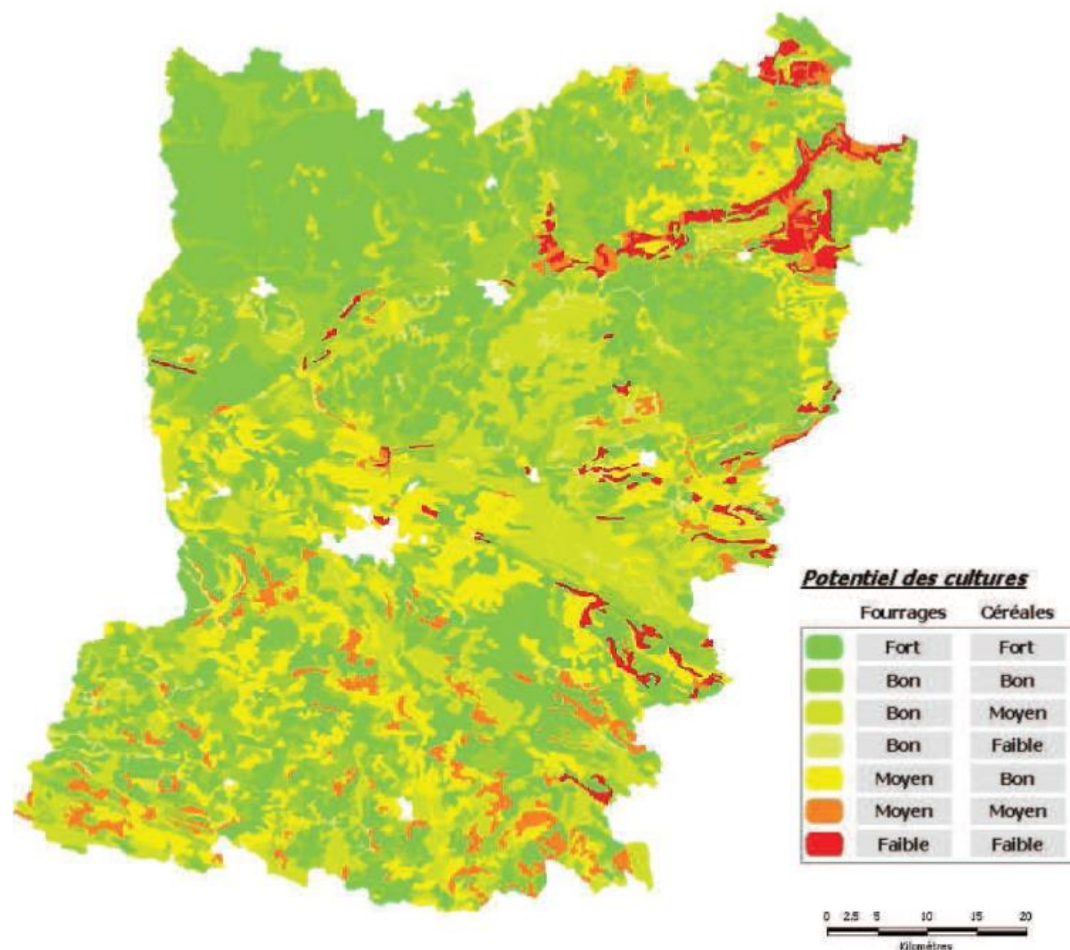 Potentiel des cultures
Fourrages Céréales
Fort Fort
Bon Bon
Bon Moyen
Bon Faible
Moyen Bon
Moyen Moyen
Faible Faible
0 2.5 5 10 15 20
Kilomètres